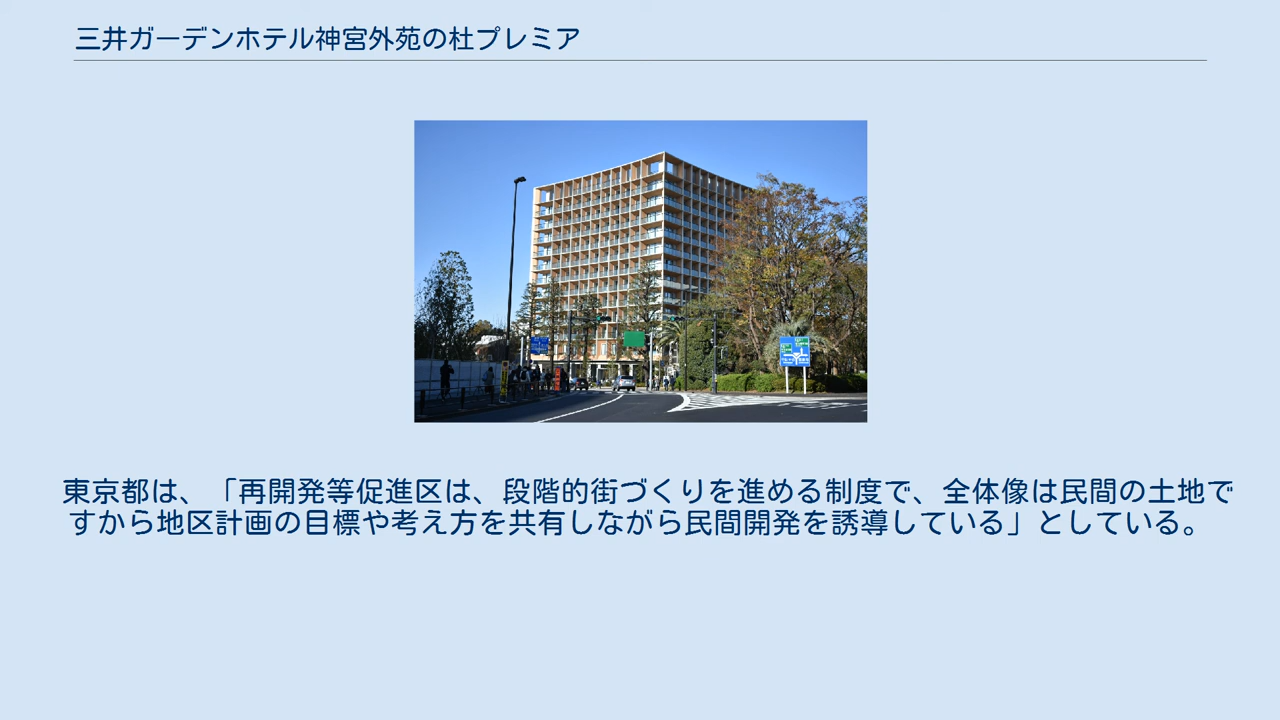 三井ガーデンホテル神宮外苑の杜プレミア
東京都は、「再開発等促進区は、段階的街づくりを進める制度で、全体像は民間の土地で
すから地区計画の目標や考え方を共有しながら民間開発を誘導している」としている。